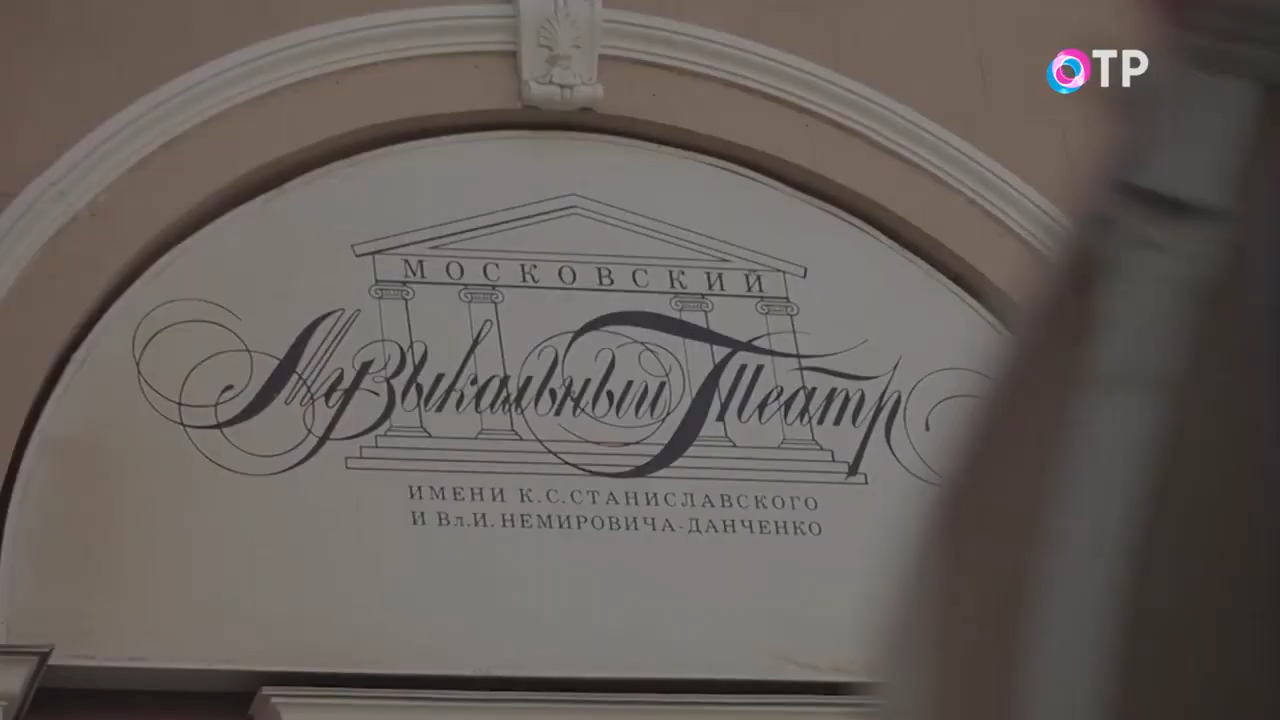 ОТР
МОСКОВСКИЙ
Музыкальный Театр
ИМЕНИ К.С.СТАНИСЛАВСКОГО
И Вл.И. НЕМИРОВИЧА-ДАНЧЕНКО